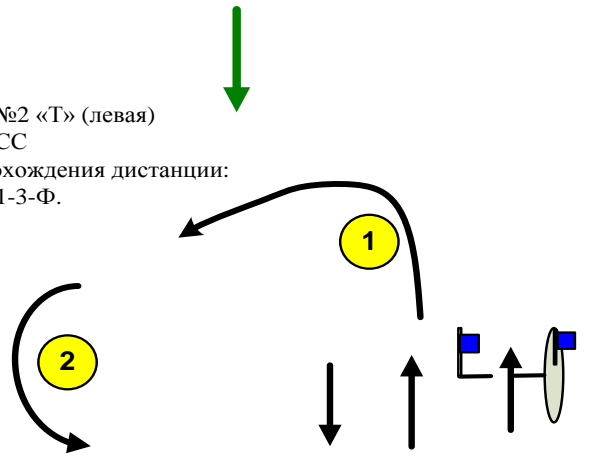 №2 «Т» (левая)
СС
охождения дистанции:
1-3-Ф.
1
2